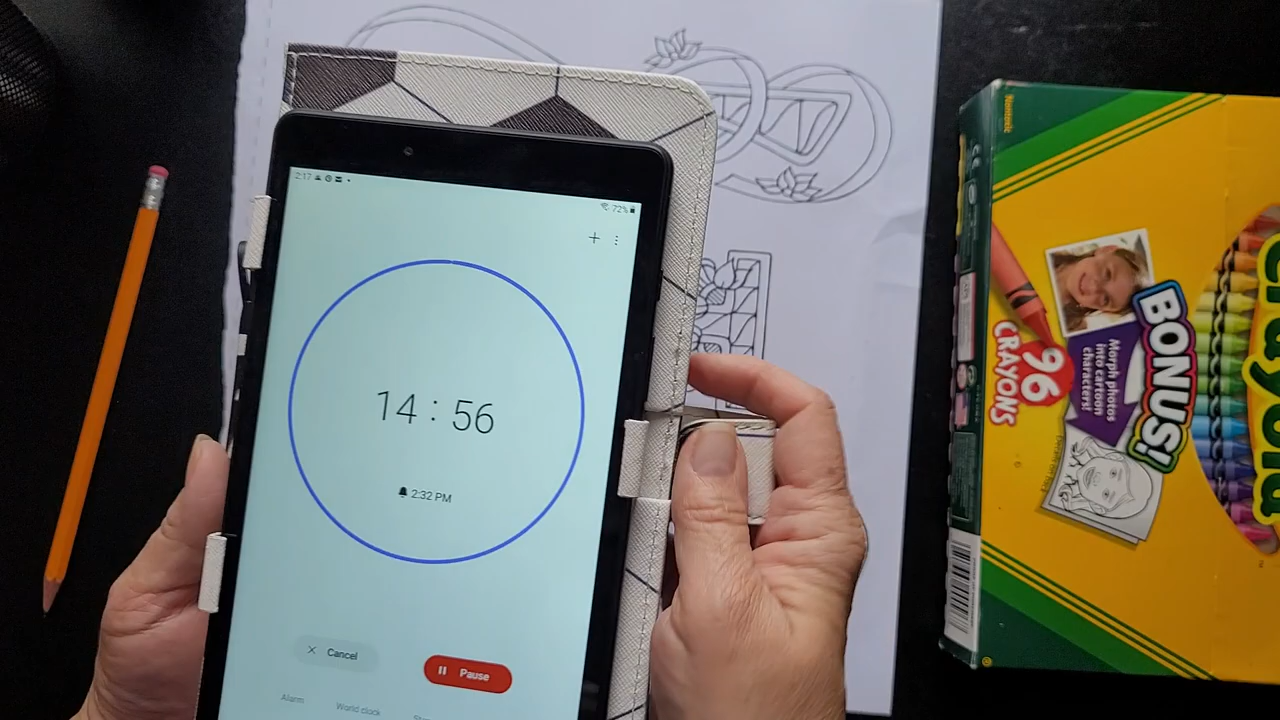 2:17
72%
14 : 56
2:32 PM
Cancel
Pause
Alarm
World clock
Nontoxic
96
CRAYONS
BONUS!
Morph photos
into cartoon
characters!
Crayola